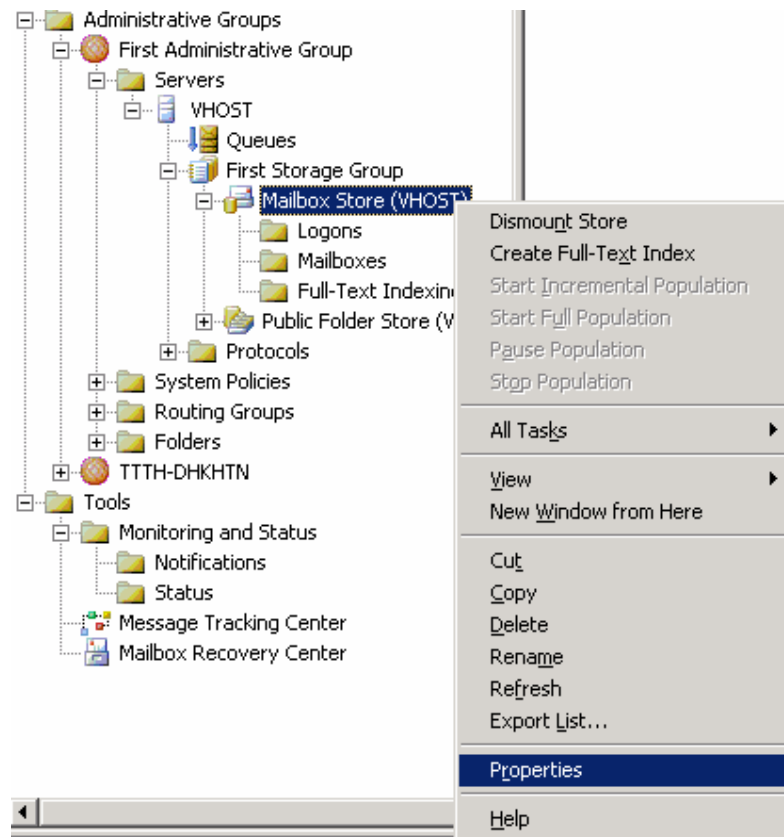 Administrative Groups
First Administrative Group
Servers
VHOST
Queues
First Storage Group
Mailbox Store (VHOST)
Logons
Mailboxes
Full-Text Indexin
Public Folder Store (V
Protocols
System Policies
Routing Groups
Folders
TTTH-DHKHTN
Tools
Monitoring and Status
Notifications
Status
Message Tracking Center
Mailbox Recovery Center
Dismount Store
Create Full-Text Index
Start Incremental Population
Start Full Population
Pause Population
Stop Population
All Tasks
View
New Window from Here
Cut
Copy
Delete
Rename
Refresh
Export List...
Properties
Help